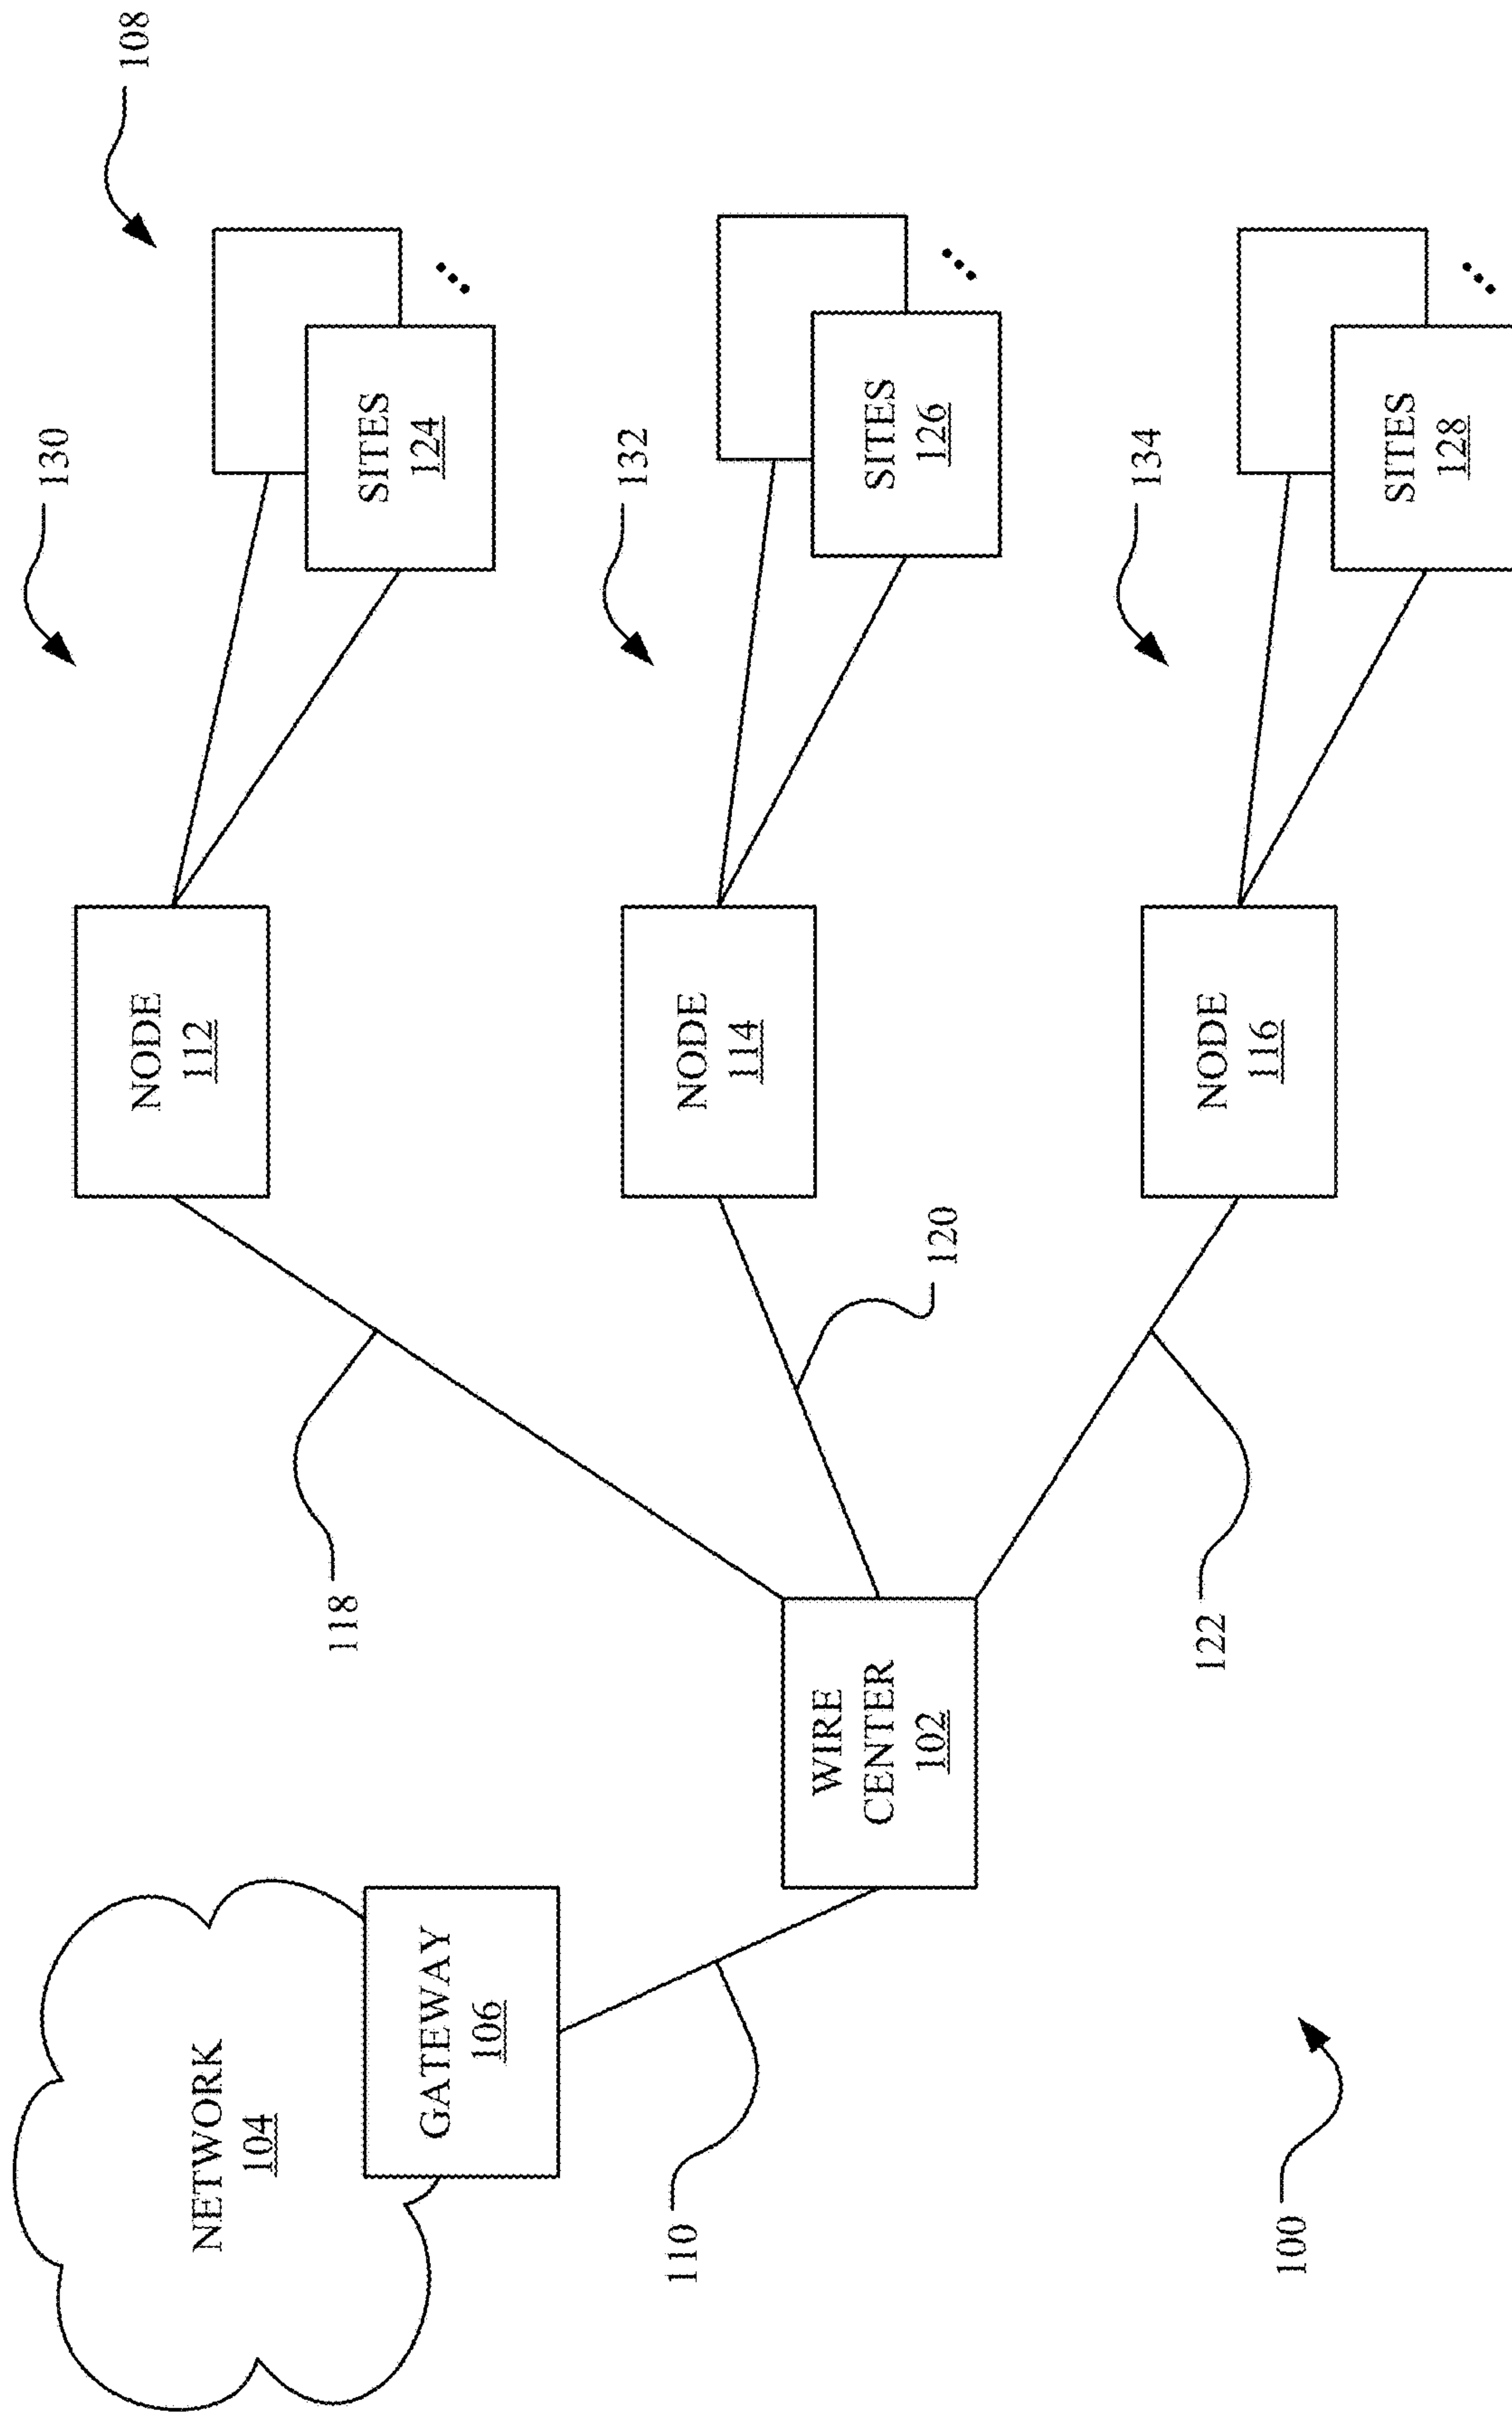 NETWORK
104
GATEWAY
106
110
100
WIRE
CENTER
102
118
120
122
NODE
112
NODE
114
NODE
116
130
132
134
SITES
124
SITES
126
SITES
128
108